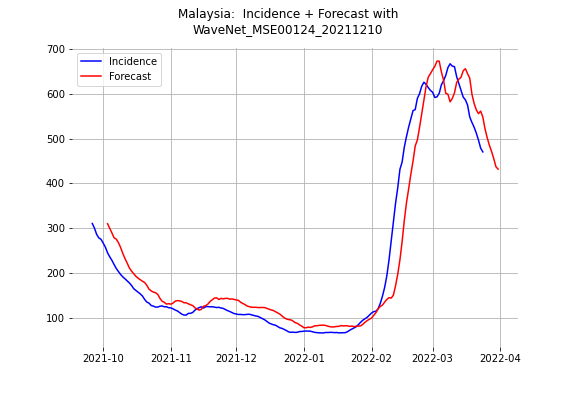 Malaysia:  Incidence + Forecast with
WaveNet_MSE00124_20211210
Incidence
Forecast
700
600
500
400
300
200
100
2021-10 2021-11 2021-12 2022-01 2022-02 2022-03 2022-04